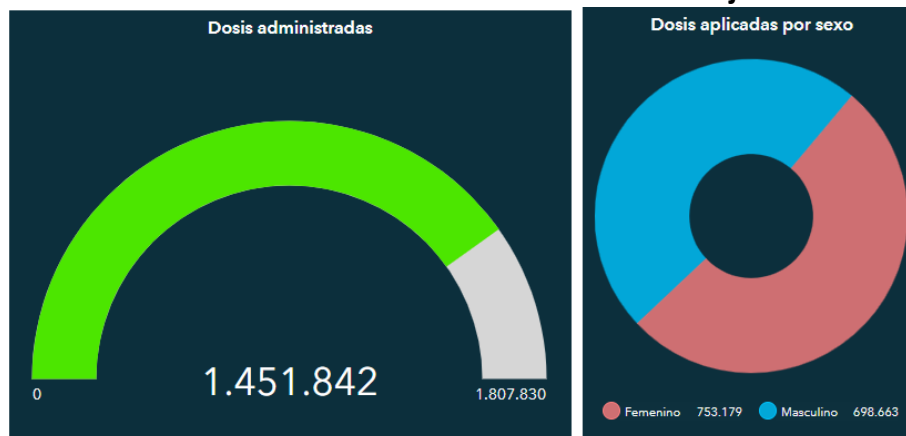 Dosis administradas
0
1.451.842
1.807.830
Dosis aplicadas por sexo
Femenino 753.179 Masculino 698.663